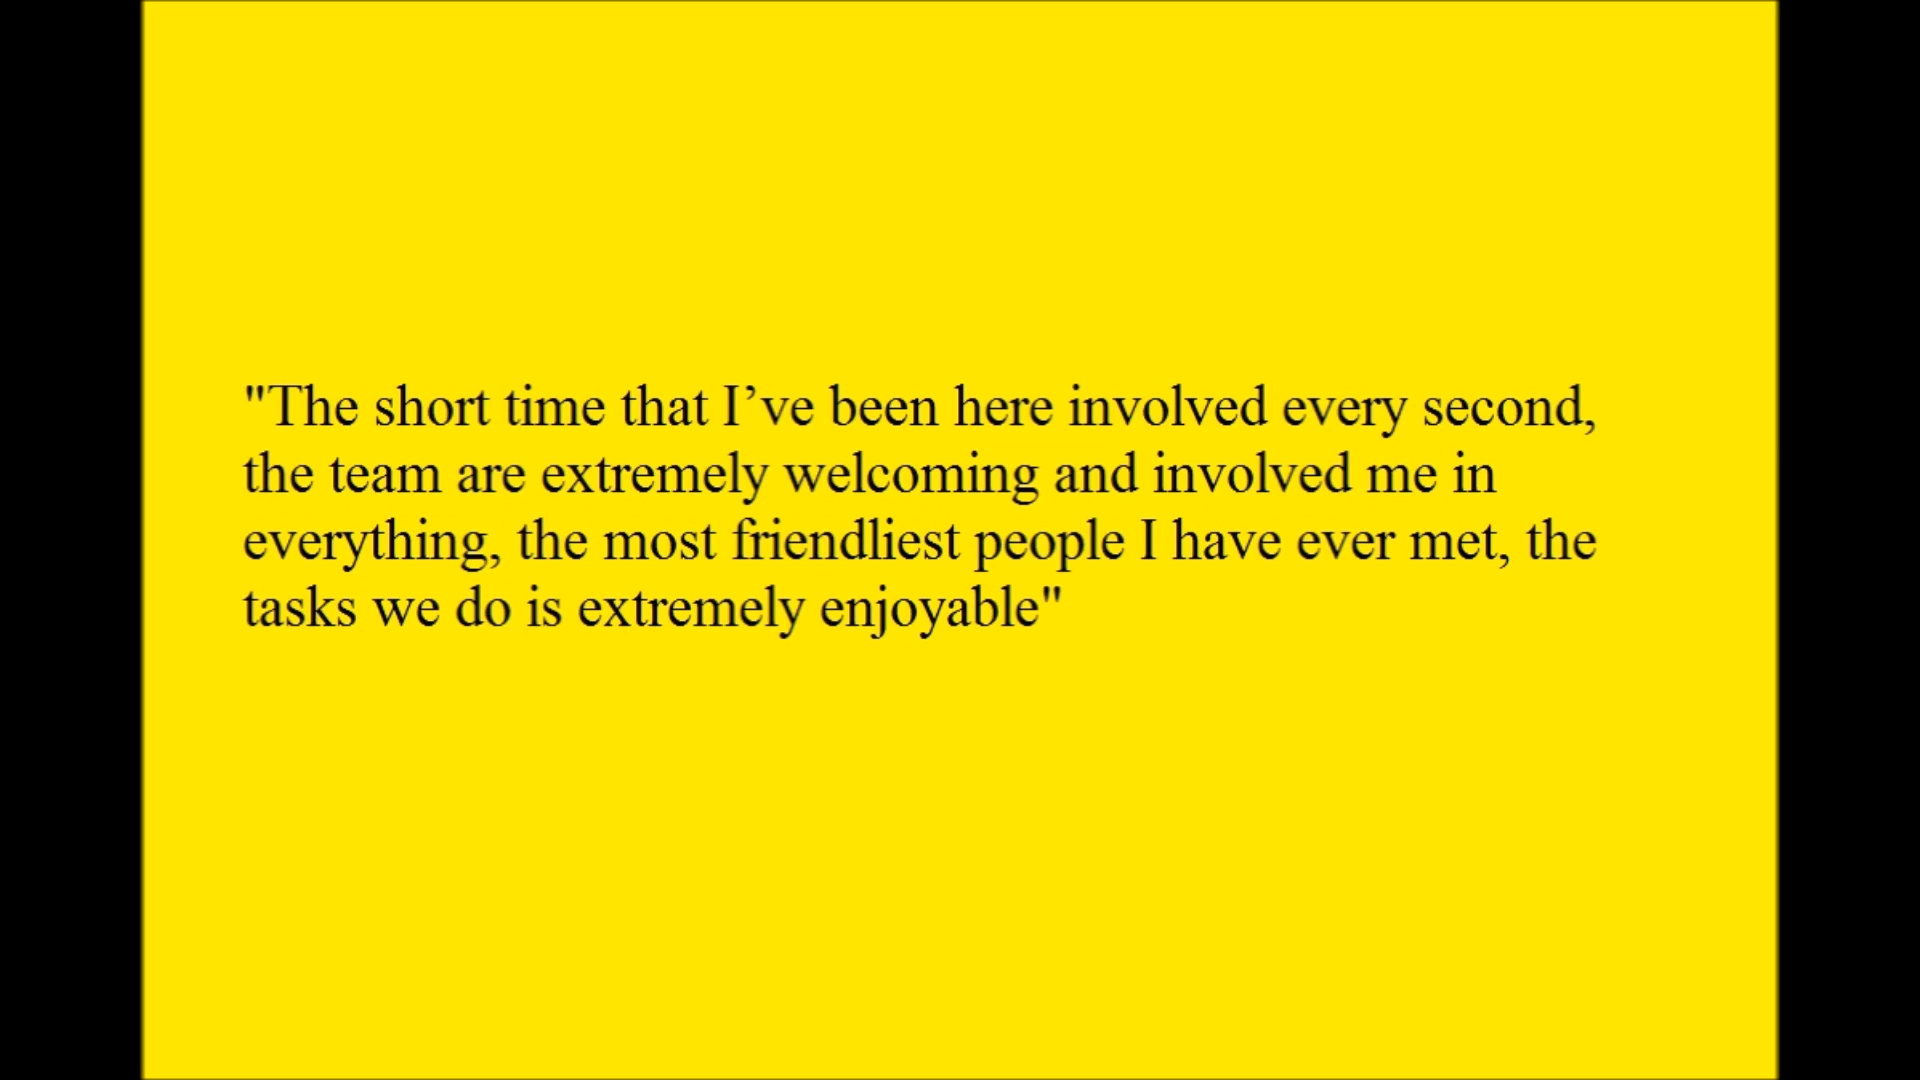 "The short time that I’ve been here involved every second,
the team are extremely welcoming and involved me in
everything, the most friendliest people I have ever met, the
tasks we do is extremely enjoyable"